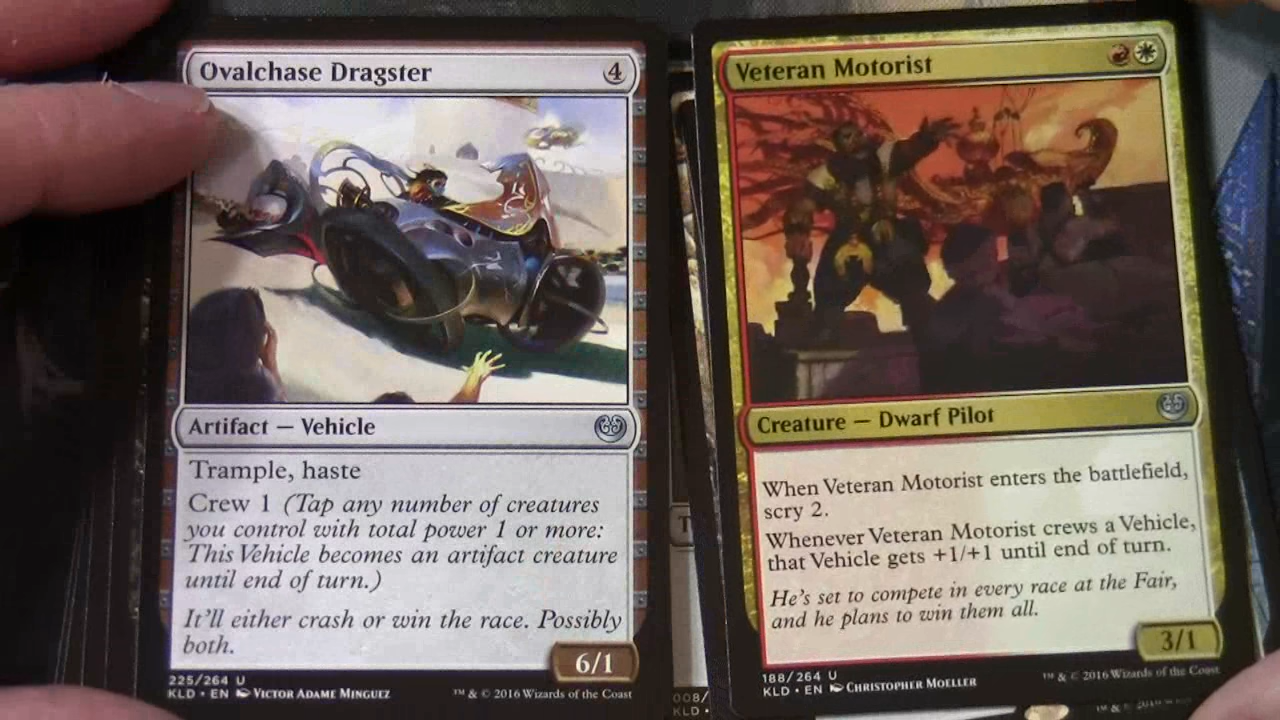 Ovalchase Dragster 4
Artifact — Vehicle
Trample, haste
Crew 1 (Tap any number of creatures
you control with total power 1 or more:
This Vehicle becomes an artifact creature
until end of turn.)
It'll either crash or win the race. Possibly
both.
6/1
225/264 U
KLD • EN Victor Adame Minguez
™ & © 2016 Wizards of the Coast
008/
KLD •
Veteran Motorist
Creature — Dwarf Pilot
When Veteran Motorist enters the battlefield,
scry 2.
Whenever Veteran Motorist crews a Vehicle,
that Vehicle gets +1/+1 until end of turn.
He's set to compete in every race at the Fair,
and he plans to win them all.
3/1
188/264 U
KLD • EN Christopher Moeller
™ & © 2016 Wizards of the Coast